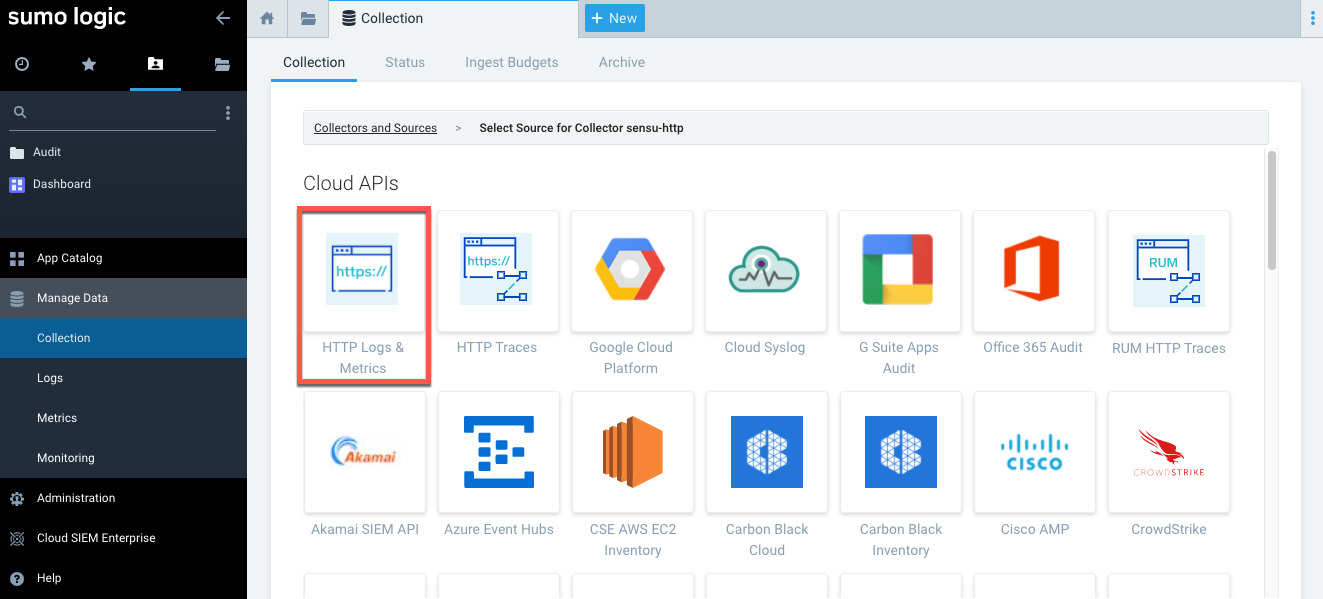 sumo logic
Collection
+ New
Collection
Status
Ingest Budgets
Archive
Audit
Dashboard
App Catalog
Manage Data
Collection
Logs
Metrics
Monitoring
Administration
Cloud SIEM Enterprise
Help
Collectors and Sources > Select Source for Collector sensu-http
Cloud APIs
https://
HTTP Logs &
Metrics
https://
HTTP Traces
Google Cloud
Platform
Cloud Syslog
G Suite Apps
Audit
Office 365 Audit
RUM
RUM HTTP Traces
Akamai
Akamai SIEM API
Azure Event Hubs
CSE AWS EC2
Inventory
Carbon Black
Cloud
Carbon Black
Inventory
CISCO
Cisco AMP
CROWDSTRIKE
CrowdStrike